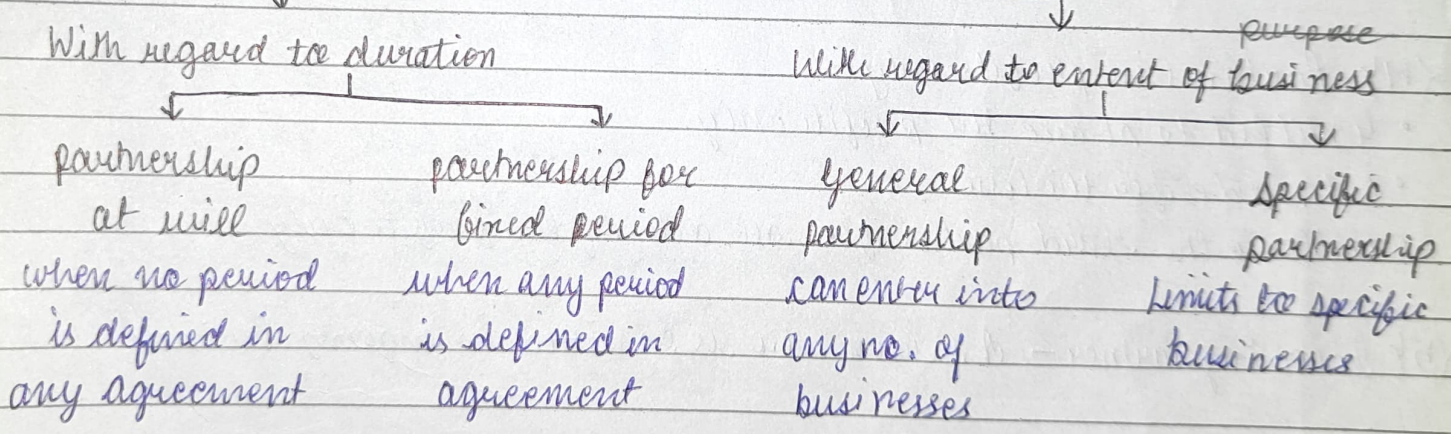 With regard to duration
purpose
With regard to extent of business
partnership
at will
when no period
is defined in
any agreement
partnership for
fixed period
when any period
is defined in
agreement
General
partnership
can enter into
any no. of
businesses
specific
partnership
Limits to specific
businesses